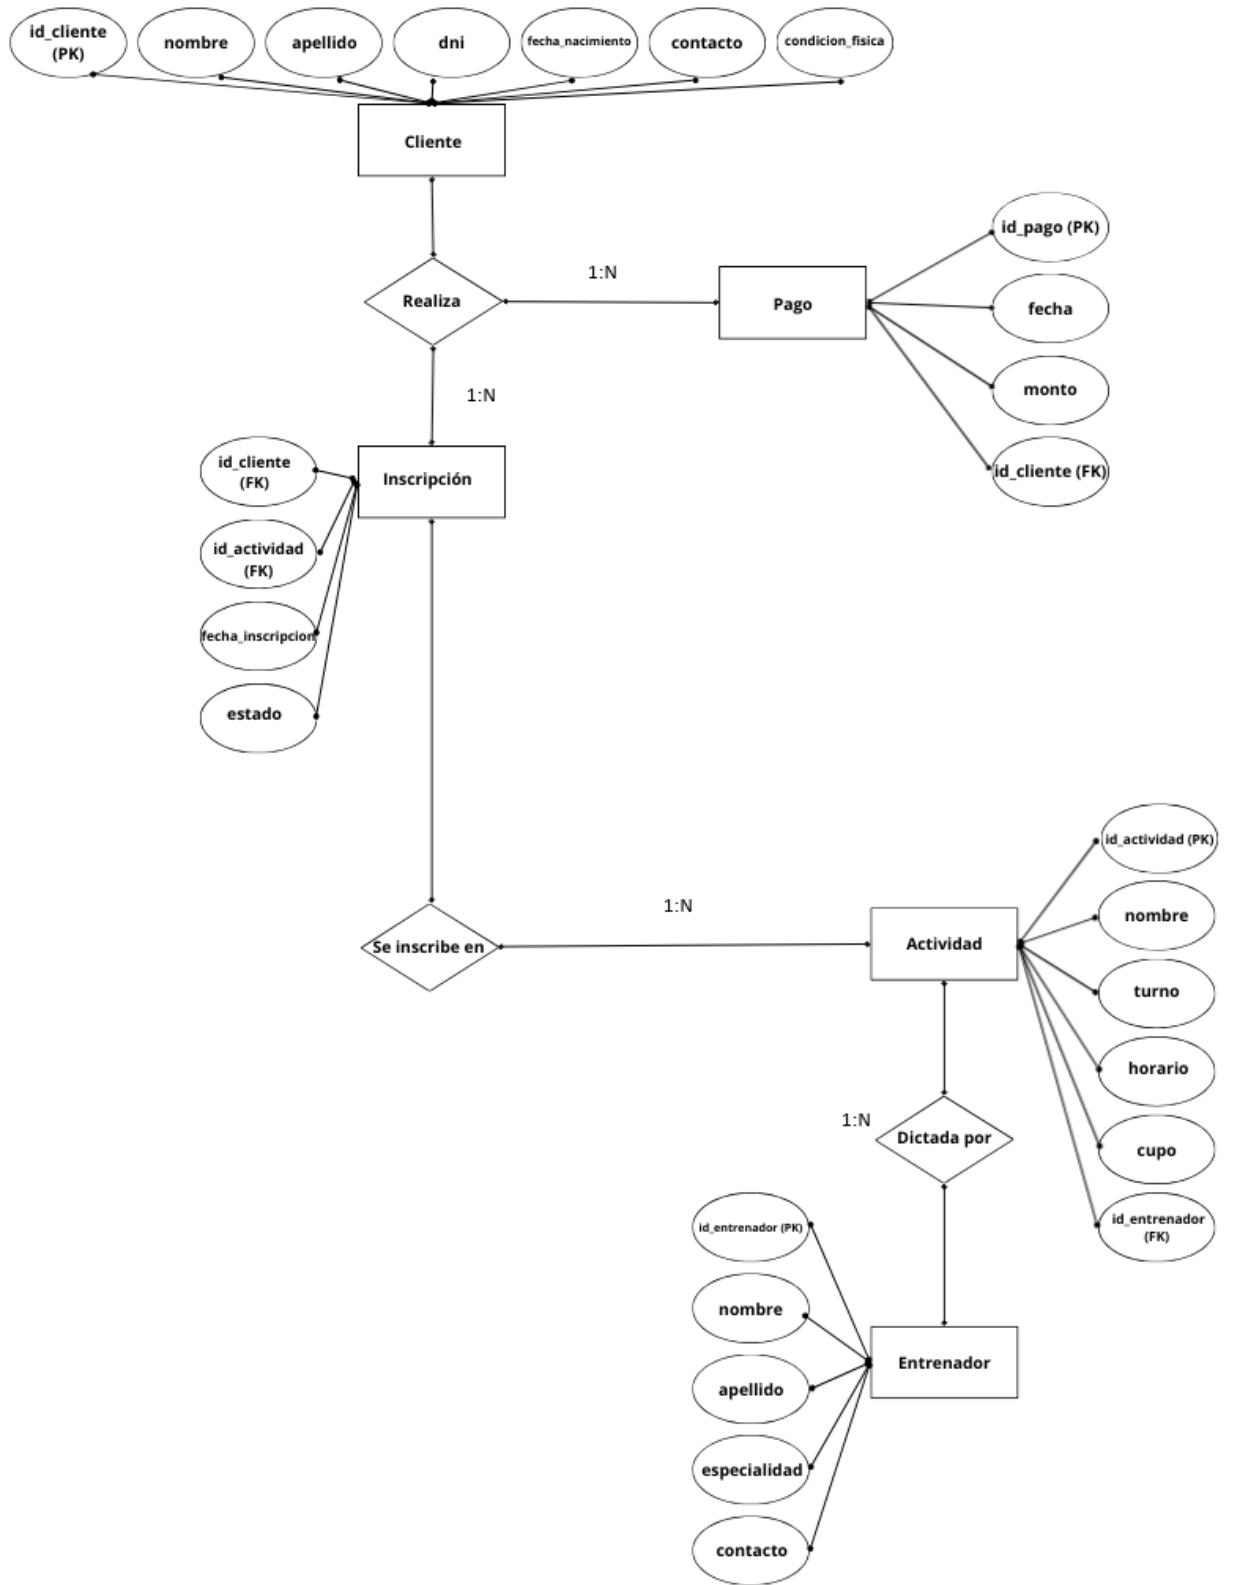 id_cliente
(PK)
nombre
apellido
dni
fecha_nacimiento
contacto
condicion_fisica
Cliente
Realiza
1:N
Pago
id_pago (PK)
fecha
monto
id_cliente (FK)
1:N
Inscripción
id_cliente
(FK)
id_actividad
(FK)
fecha_inscripcion
estado
Se inscribe en
1:N
Actividad
id_actividad (PK)
nombre
turno
horario
cupo
id_entrenador
(FK)
1:N
Dictada por
Entrenador
id_entrenador (PK)
nombre
apellido
especialidad
contacto